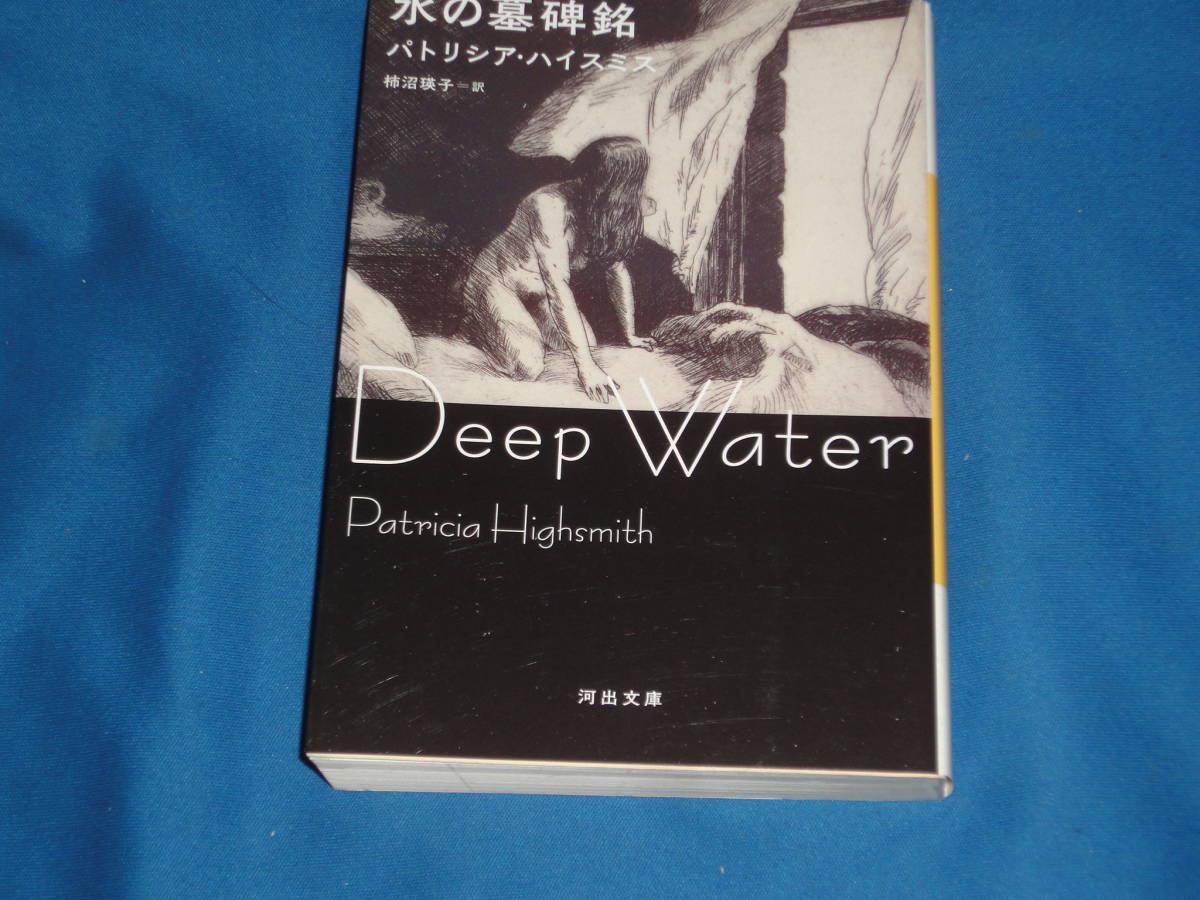 水の墓碑銘
パトリシア・ハイスミス
柿沼瑛子=訳
Deep Water
Patricia Highsmith
河出文庫